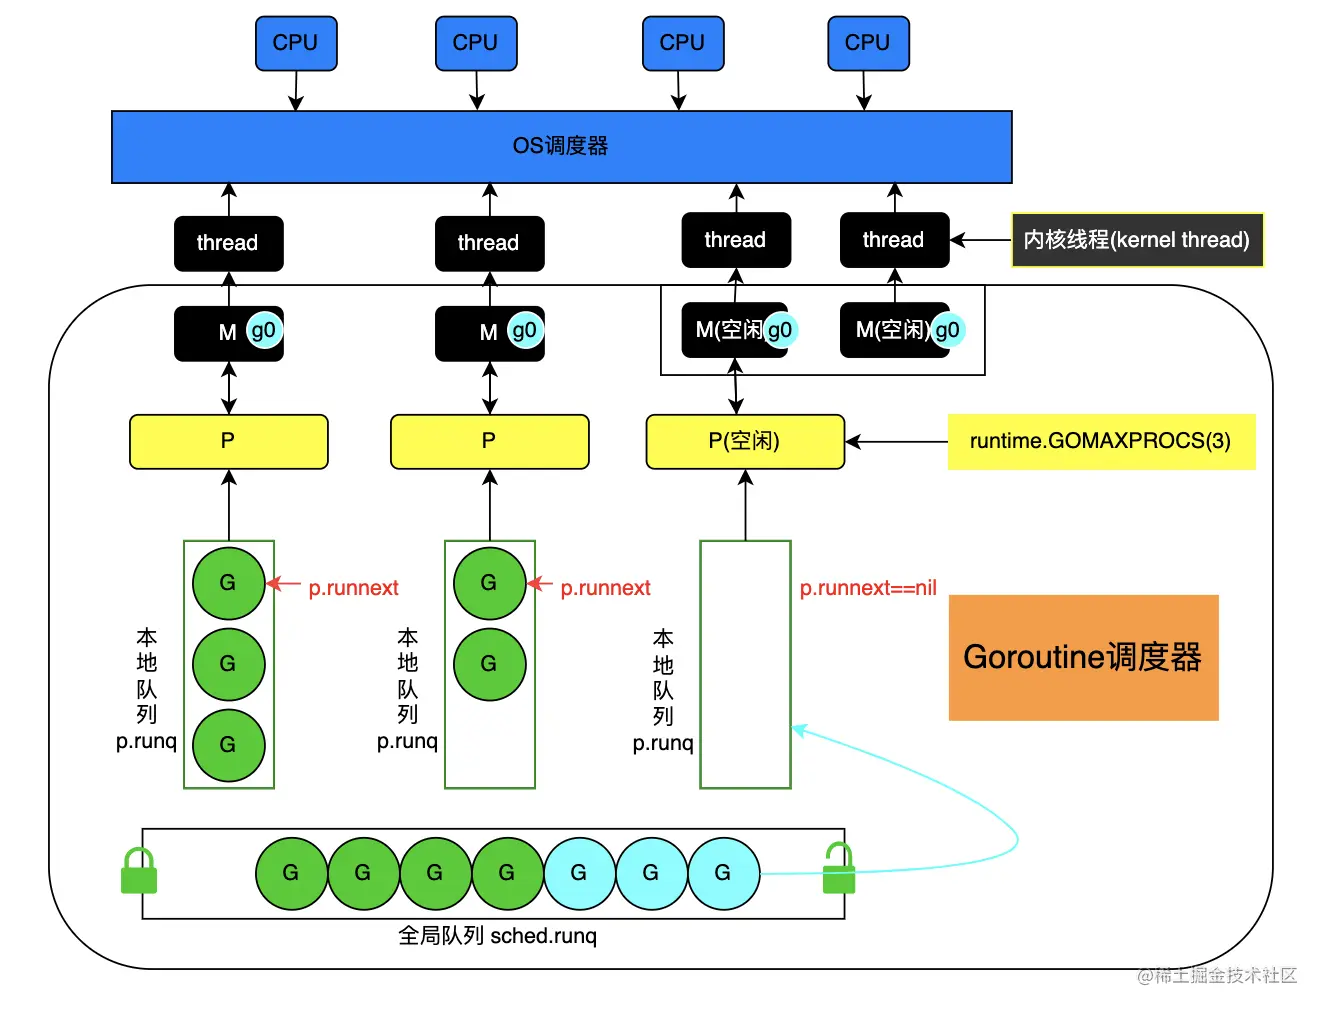 CPU
CPU
CPU
CPU
OS调度器
thread
thread
thread
thread
内核线程(kernel thread)
M
g0
M
g0
M(空闲)
g0
M(空闲)
g0
P
P
P(空闲)
runtime.GOMAXPROCS(3)
G
p.runnext
G
p.runnext
p.runnext==nil
本地队列
p.runq
G
G
本地队列
p.runq
G
本地队列
p.runq
Goroutine调度器
G
G
G
G
G
G
G
全局队列 sched.runq
@稀土掘金技术社区